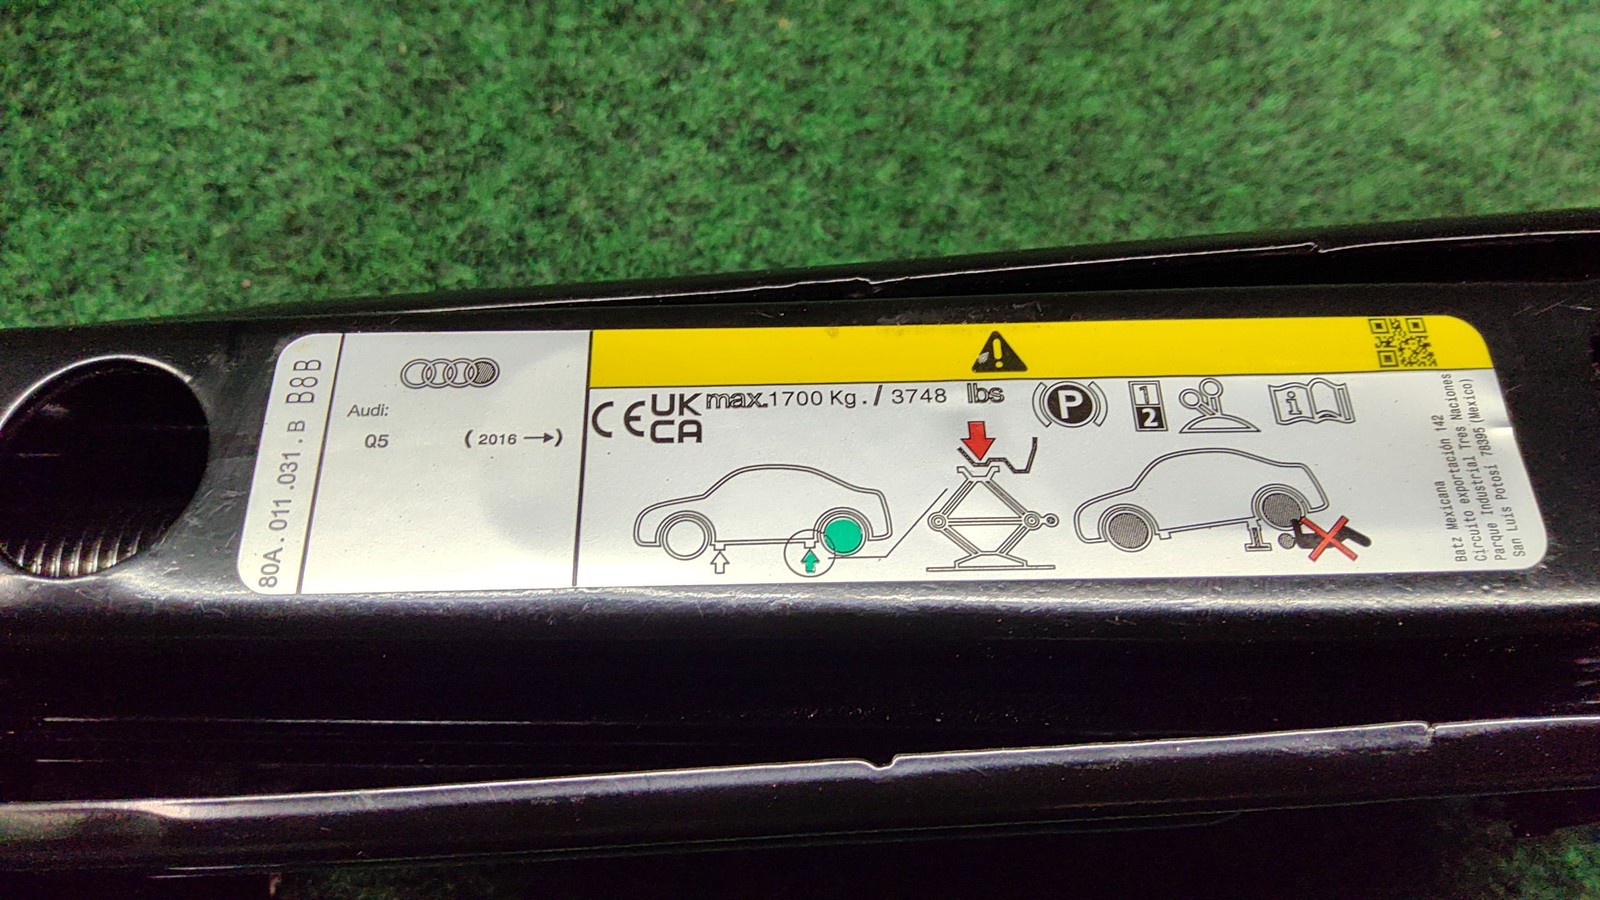 80A.011.031.B B8B
Audi:
Q5 (2016 → )
CE UK CA
max.1700 Kg. / 3748 lbs
P
1
2
i
Batz Mexicana
Circuito exportación 142
Parque Industrial Tres Naciones
San Luis Potosí 78395 (México)